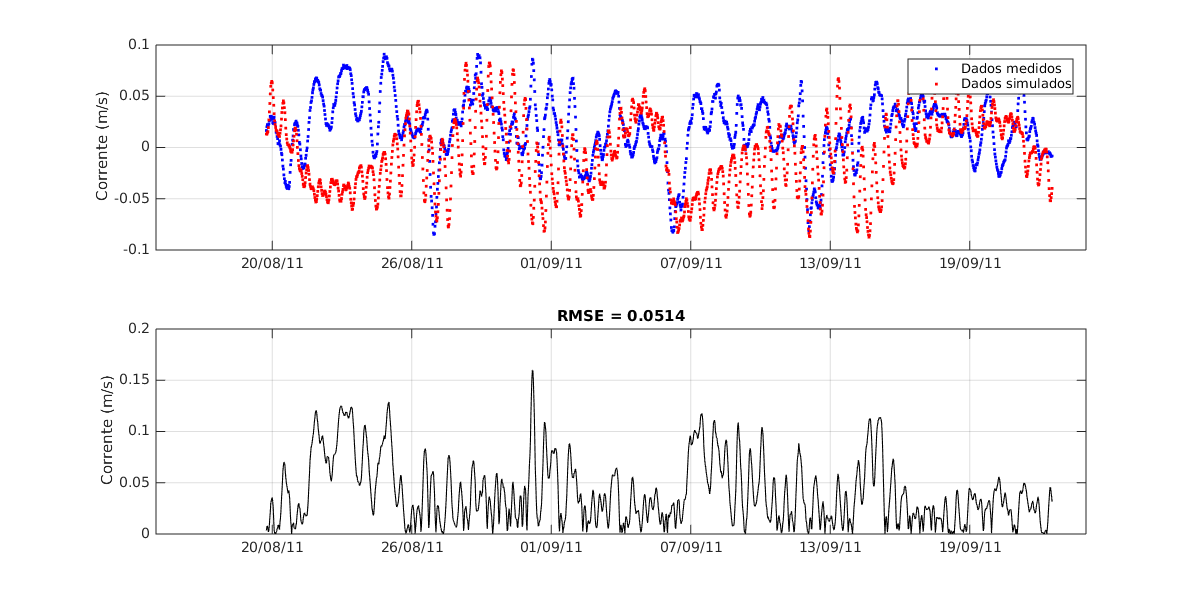 0.1
0.05
0
-0.05
-0.1
Corrente (m/s)
Dados medidos
Dados simulados
20/08/11 26/08/11 01/09/11 07/09/11 13/09/11 19/09/11
RMSE = 0.0514
0.2
0.15
0.1
0.05
0
Corrente (m/s)
20/08/11 26/08/11 01/09/11 07/09/11 13/09/11 19/09/11